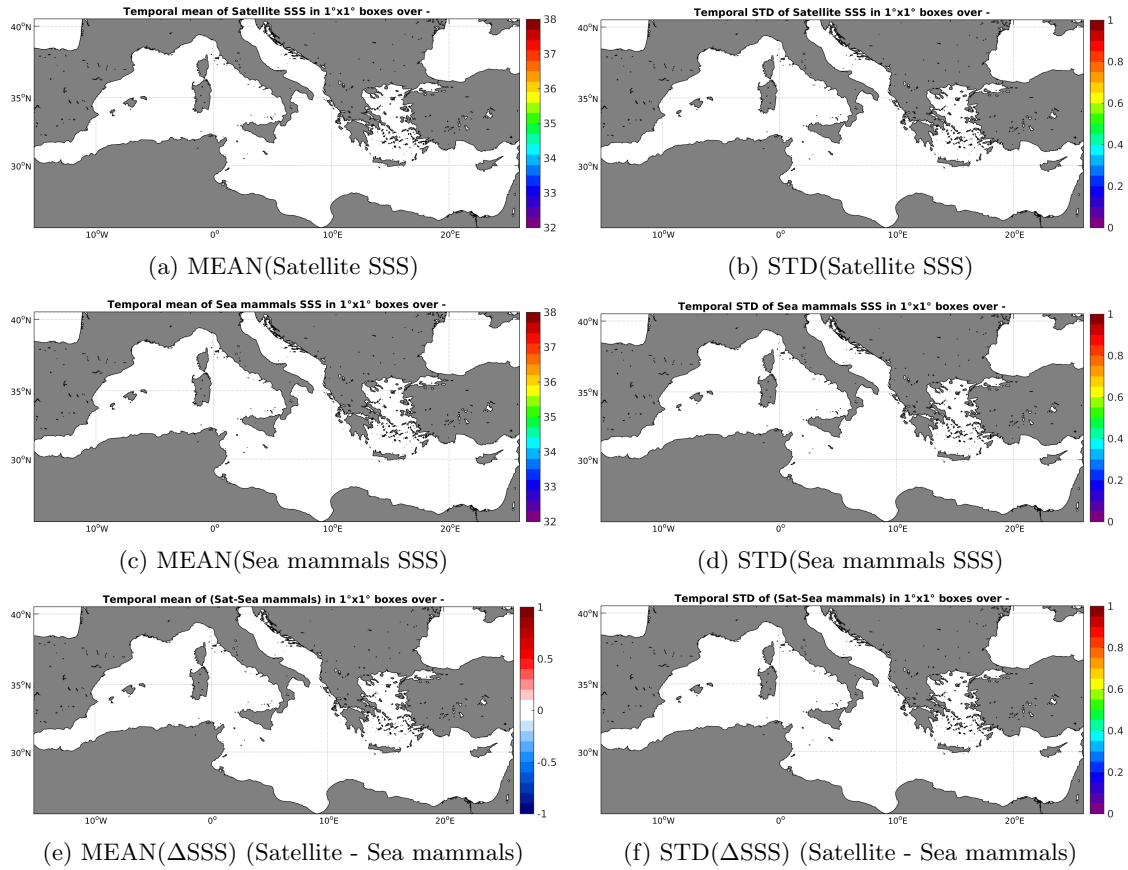 Temporal mean of Satellite SSS in 1°x1° boxes over -
40°N
35°N
30°N
10°W
0°
10°E
20°E
38
37
36
35
34
33
32
(a) MEAN(Satellite SSS)
Temporal STD of Satellite SSS in 1°x1° boxes over -
40°N
35°N
30°N
10°W
0°
10°E
20°E
1
0.8
0.6
0.4
0.2
0
(b) STD(Satellite SSS)
Temporal mean of Sea mammals SSS in 1°x1° boxes over -
40°N
35°N
30°N
10°W
0°
10°E
20°E
38
37
36
35
34
33
32
(c) MEAN(Sea mammals SSS)
Temporal STD of Sea mammals SSS in 1°x1° boxes over -
40°N
35°N
30°N
10°W
0°
10°E
20°E
1
0.8
0.6
0.4
0.2
0
(d) STD(Sea mammals SSS)
Temporal mean of (Sat-Sea mammals) in 1°x1° boxes over -
40°N
35°N
30°N
10°W
0°
10°E
20°E
1
0.5
0
-0.5
-1
(e) MEAN(ΔSSS) (Satellite - Sea mammals)
Temporal STD of (Sat-Sea mammals) in 1°x1° boxes over -
40°N
35°N
30°N
10°W
0°
10°E
20°E
1
0.8
0.6
0.4
0.2
0
(f) STD(ΔSSS) (Satellite - Sea mammals)